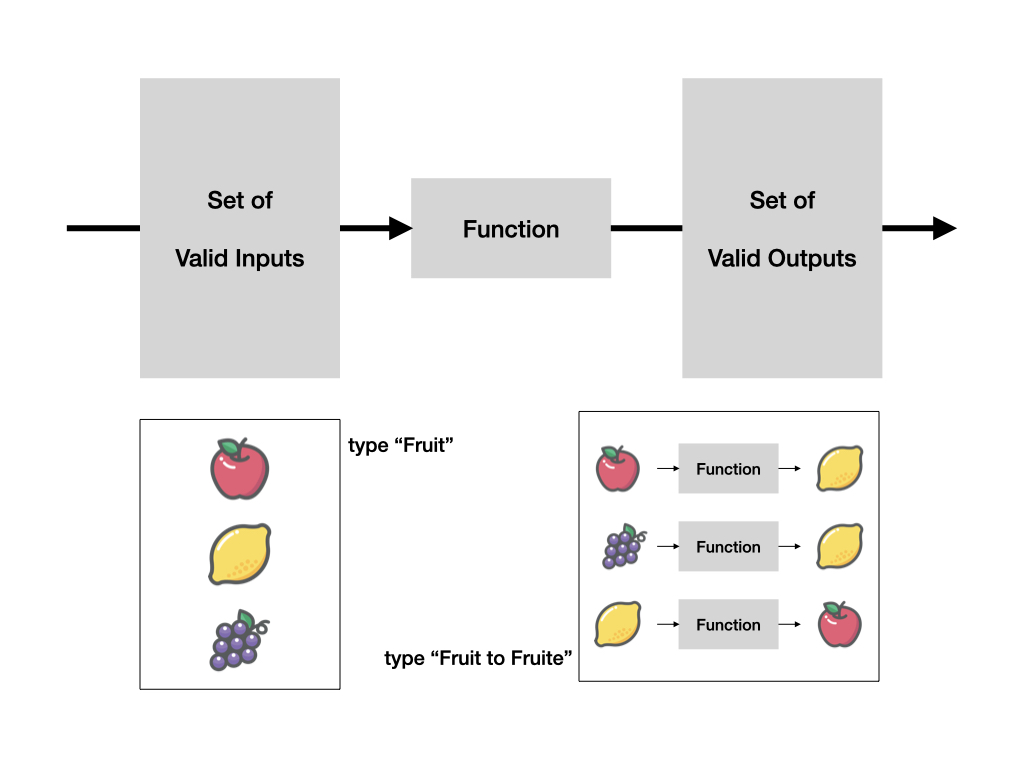 Set of
Valid Inputs
Function
Set of
Valid Outputs
type “Fruit”
Function
Function
Function
type “Fruit to Fruite”